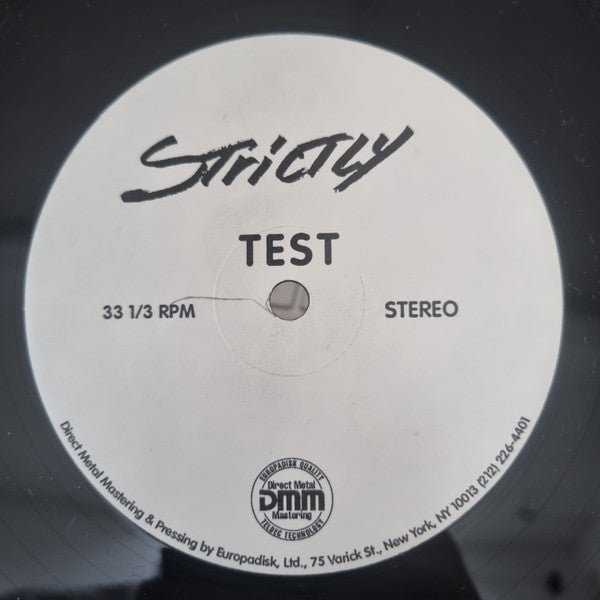 Strictly
TEST
33 1/3 RPM
STEREO
EUROPADISK QUALITY
Direct Metal
DMM
Mastering
TELDEC TECHNOLOGY
Direct Metal Mastering & Pressing by Europadisk, Ltd., 75 Varick St., New York, NY 10013 (212) 226-4401